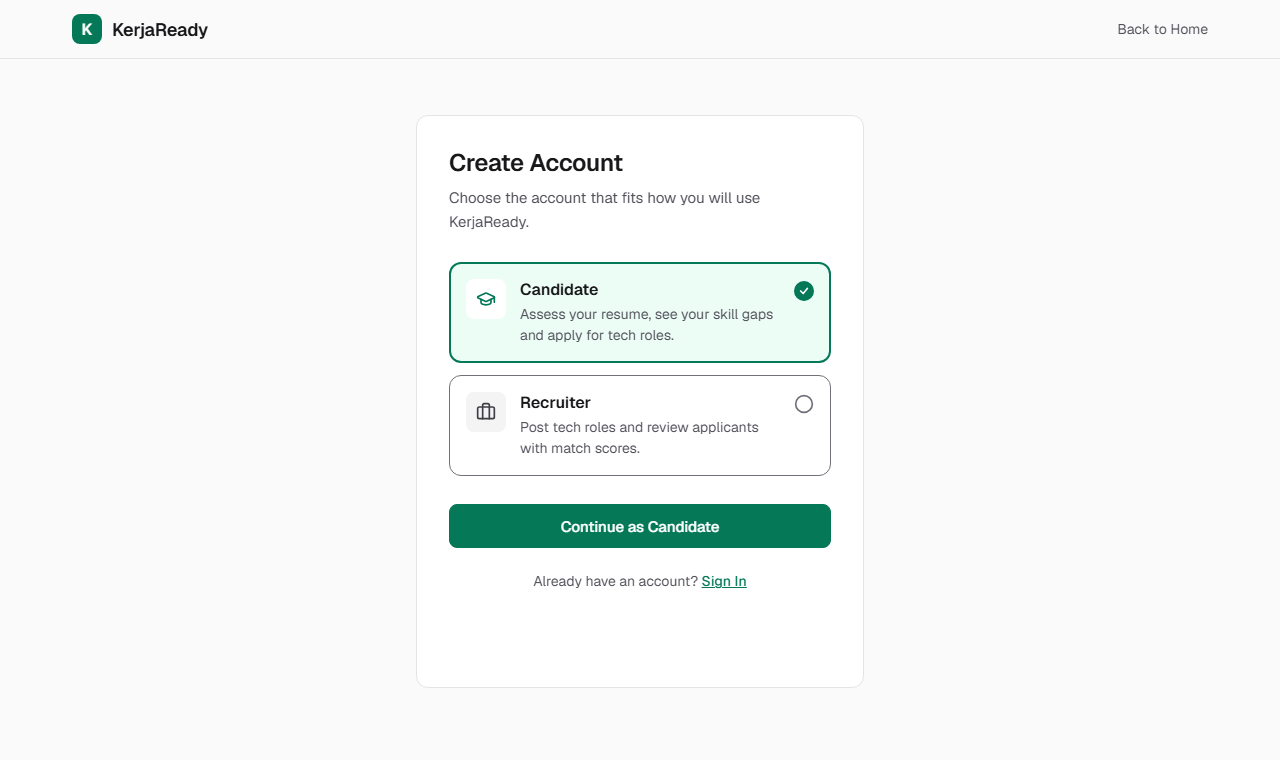 K KerjaReady
Back to Home
Create Account
Choose the account that fits how you will use
KerjaReady.
Candidate
Assess your resume, see your skill gaps
and apply for tech roles.
Recruiter
Post tech roles and review applicants
with match scores.
Continue as Candidate
Already have an account? Sign In